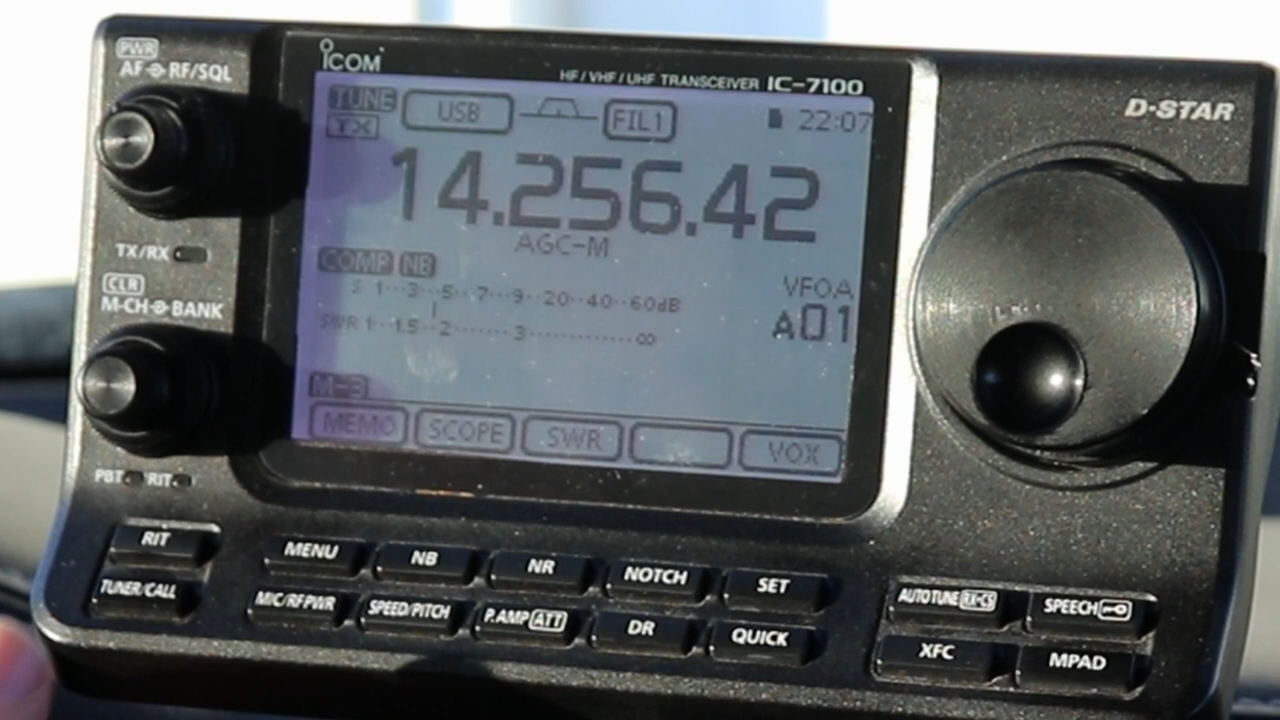 PWR
AF RF/SQL
ICOM
HF/VHF/UHF TRANSCEIVER IC-7100
D-STAR
TUNE USB FIL1 22:07
TX
14.256.42
AGC-M
TX/RX
COMP NB
CLR
M-CH BANK
S 1 3 5 7 9 20 40 60dB
VFOA
A01
SWR 1 1.5 2 3 ∞
M-3
MEMO SCOPE SWR VOX
PBT RIT
RIT
MENU NB NR NOTCH SET
TUNER/CALL
MIC/RF PWR SPEED/PITCH P.AMP ATT DR QUICK
AUTO TUNE RX-CS SPEECH
XFC MPAD